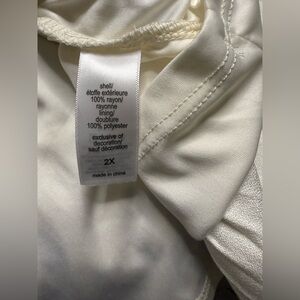 shell/
étoffe extérieure
100% rayon/
rayonne
lining/
doublure
100% polyester
exclusive of
decoration/
sauf décoration
2X
made in china